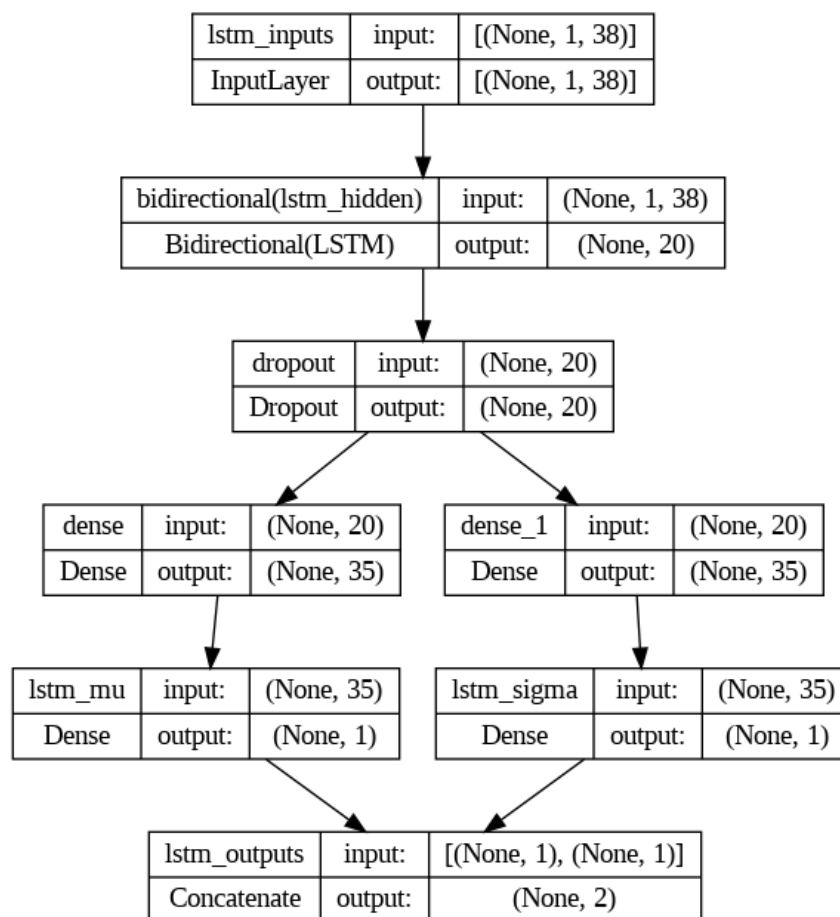 lstm_inputs input: [(None, 1, 38)]
InputLayer output: [(None, 1, 38)]
bidirectional(lstm_hidden) input: (None, 1, 38)
Bidirectional(LSTM) output: (None, 20)
dropout input: (None, 20)
Dropout output: (None, 20)
dense input: (None, 20)
Dense output: (None, 35)
dense_1 input: (None, 20)
Dense output: (None, 35)
lstm_mu input: (None, 35)
Dense output: (None, 1)
lstm_sigma input: (None, 35)
Dense output: (None, 1)
lstm_outputs input: [(None, 1), (None, 1)]
Concatenate output: (None, 2)